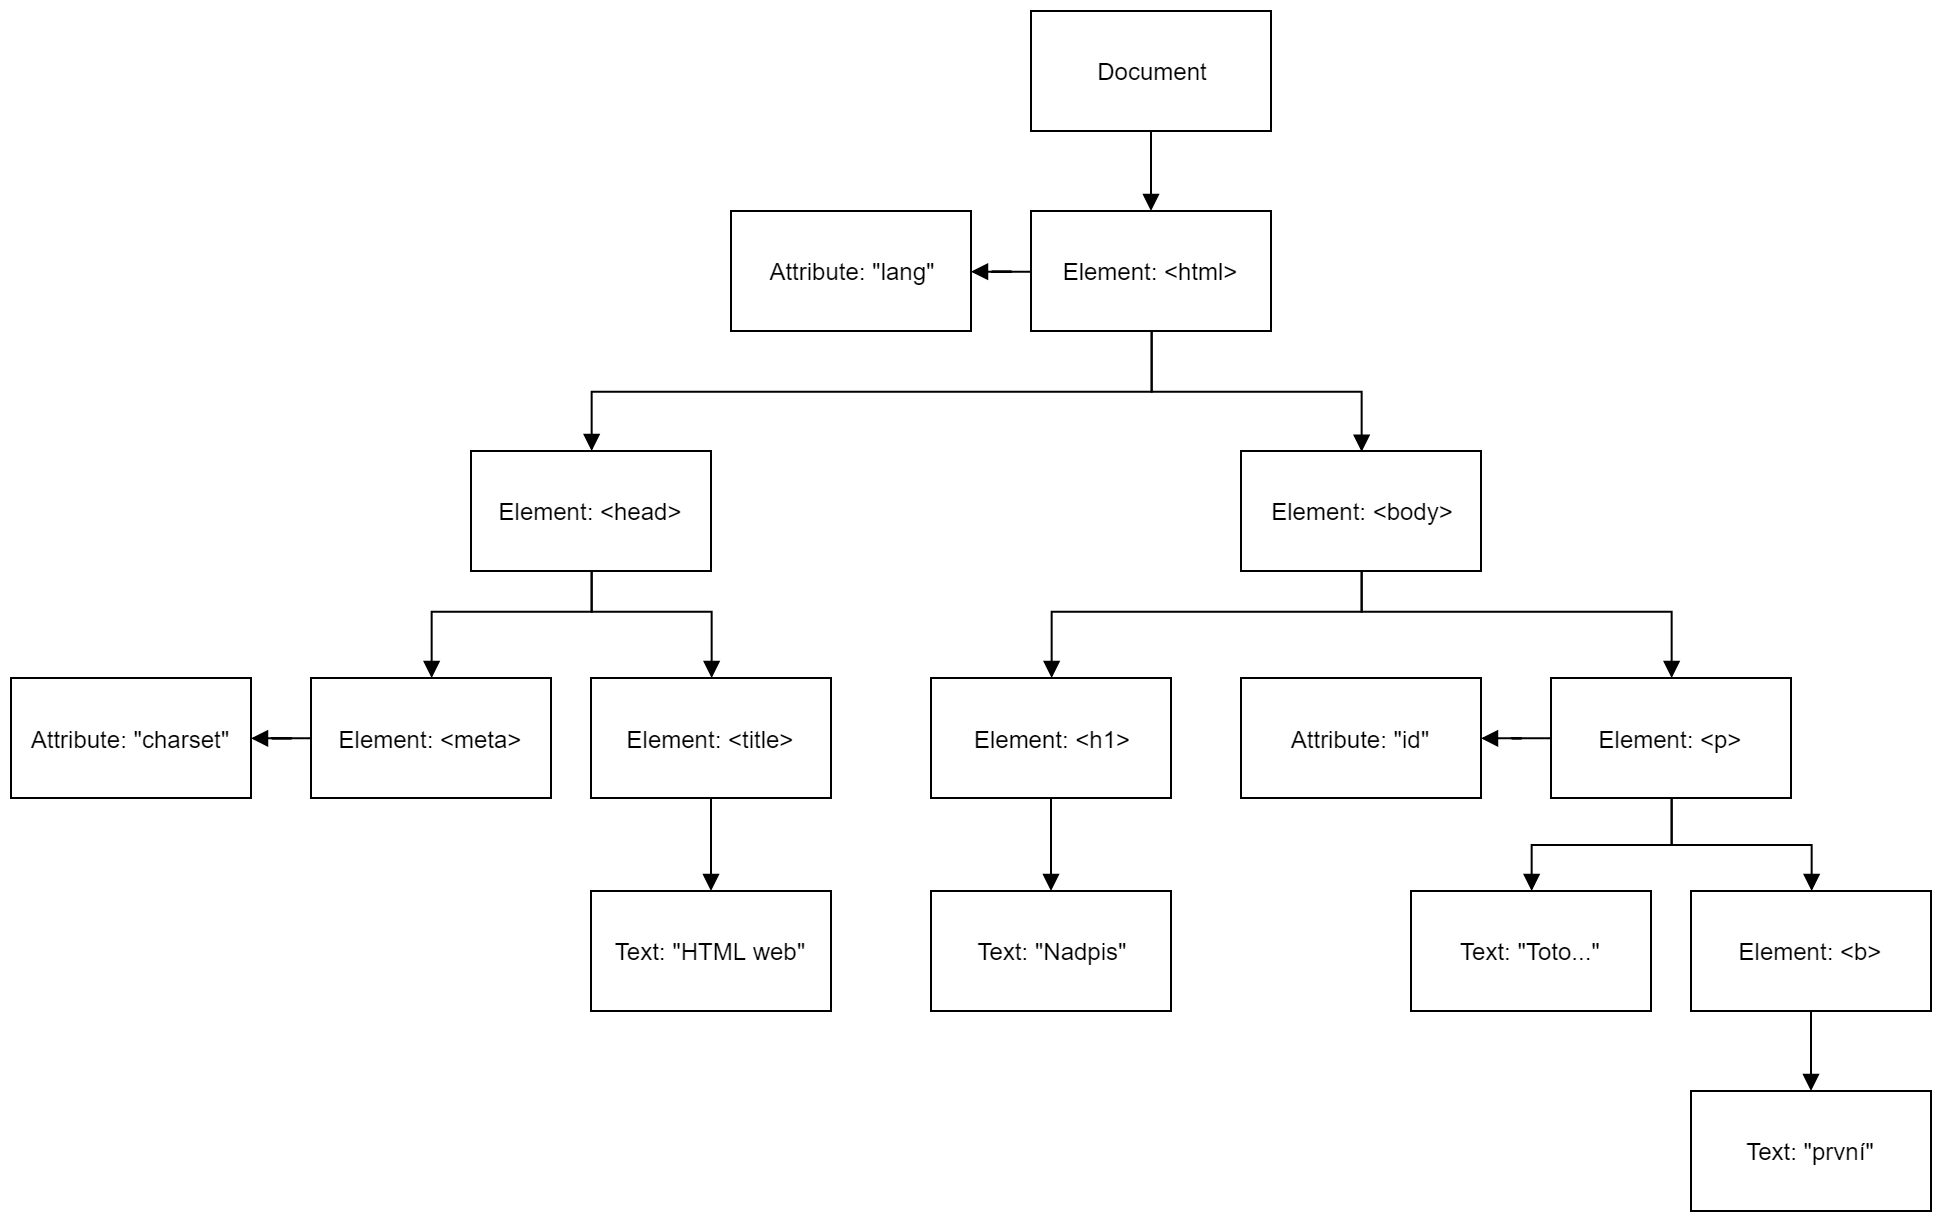 Document
Attribute: "lang"
Element: <html>
Element: <head>
Element: <body>
Attribute: "charset"
Element: <meta>
Element: <title>
Element: <h1>
Attribute: "id"
Element: <p>
Text: "HTML web"
Text: "Nadpis"
Text: "Toto..."
Element: <b>
Text: "první"